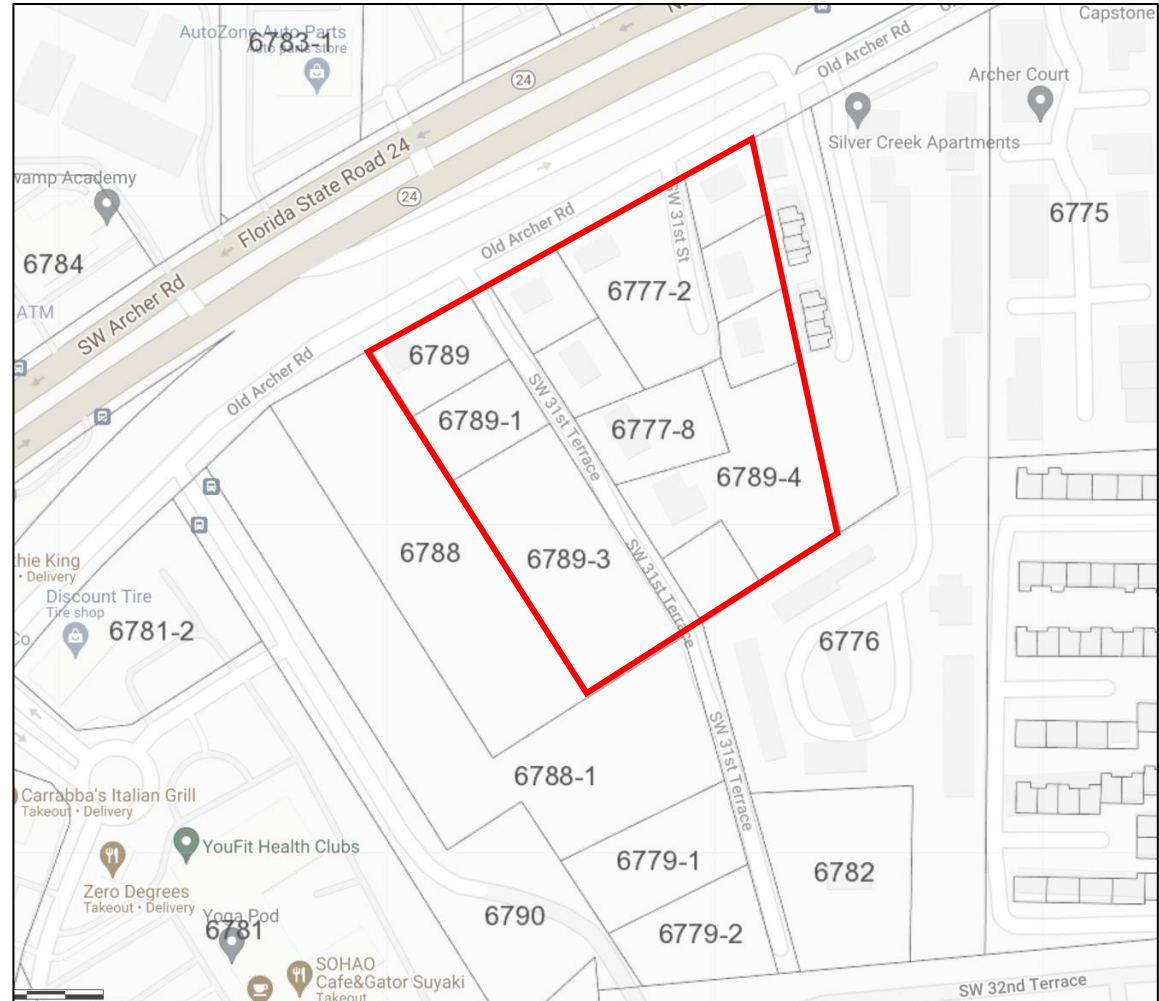 Capstone
AutoZone Auto Parts
Auto parts store
6783-1
24
Old Archer Rd
Archer Court
Silver Creek Apartments
Florida State Road 24
24
Academy
6784
ATM
SW Archer Rd
SW 31st St
6775
Old Archer Rd
6777-2
6789
Old Archer Rd
6789-1
SW 31st Terrace
6777-8
6789-4
6788
6789-3
SW 31st Terrace
King
• Delivery
Discount Tire
Tire shop
6781-2
6776
SW 31st Terrace
6788-1
Carrabba's Italian Grill
Takeout • Delivery
YouFit Health Clubs
6779-1
6782
Zero Degrees
Takeout • Delivery
Yoga Pod
6781
6790
6779-2
SOHAO
Cafe&Gator Suyaki
Takeout
SW 32nd Terrace